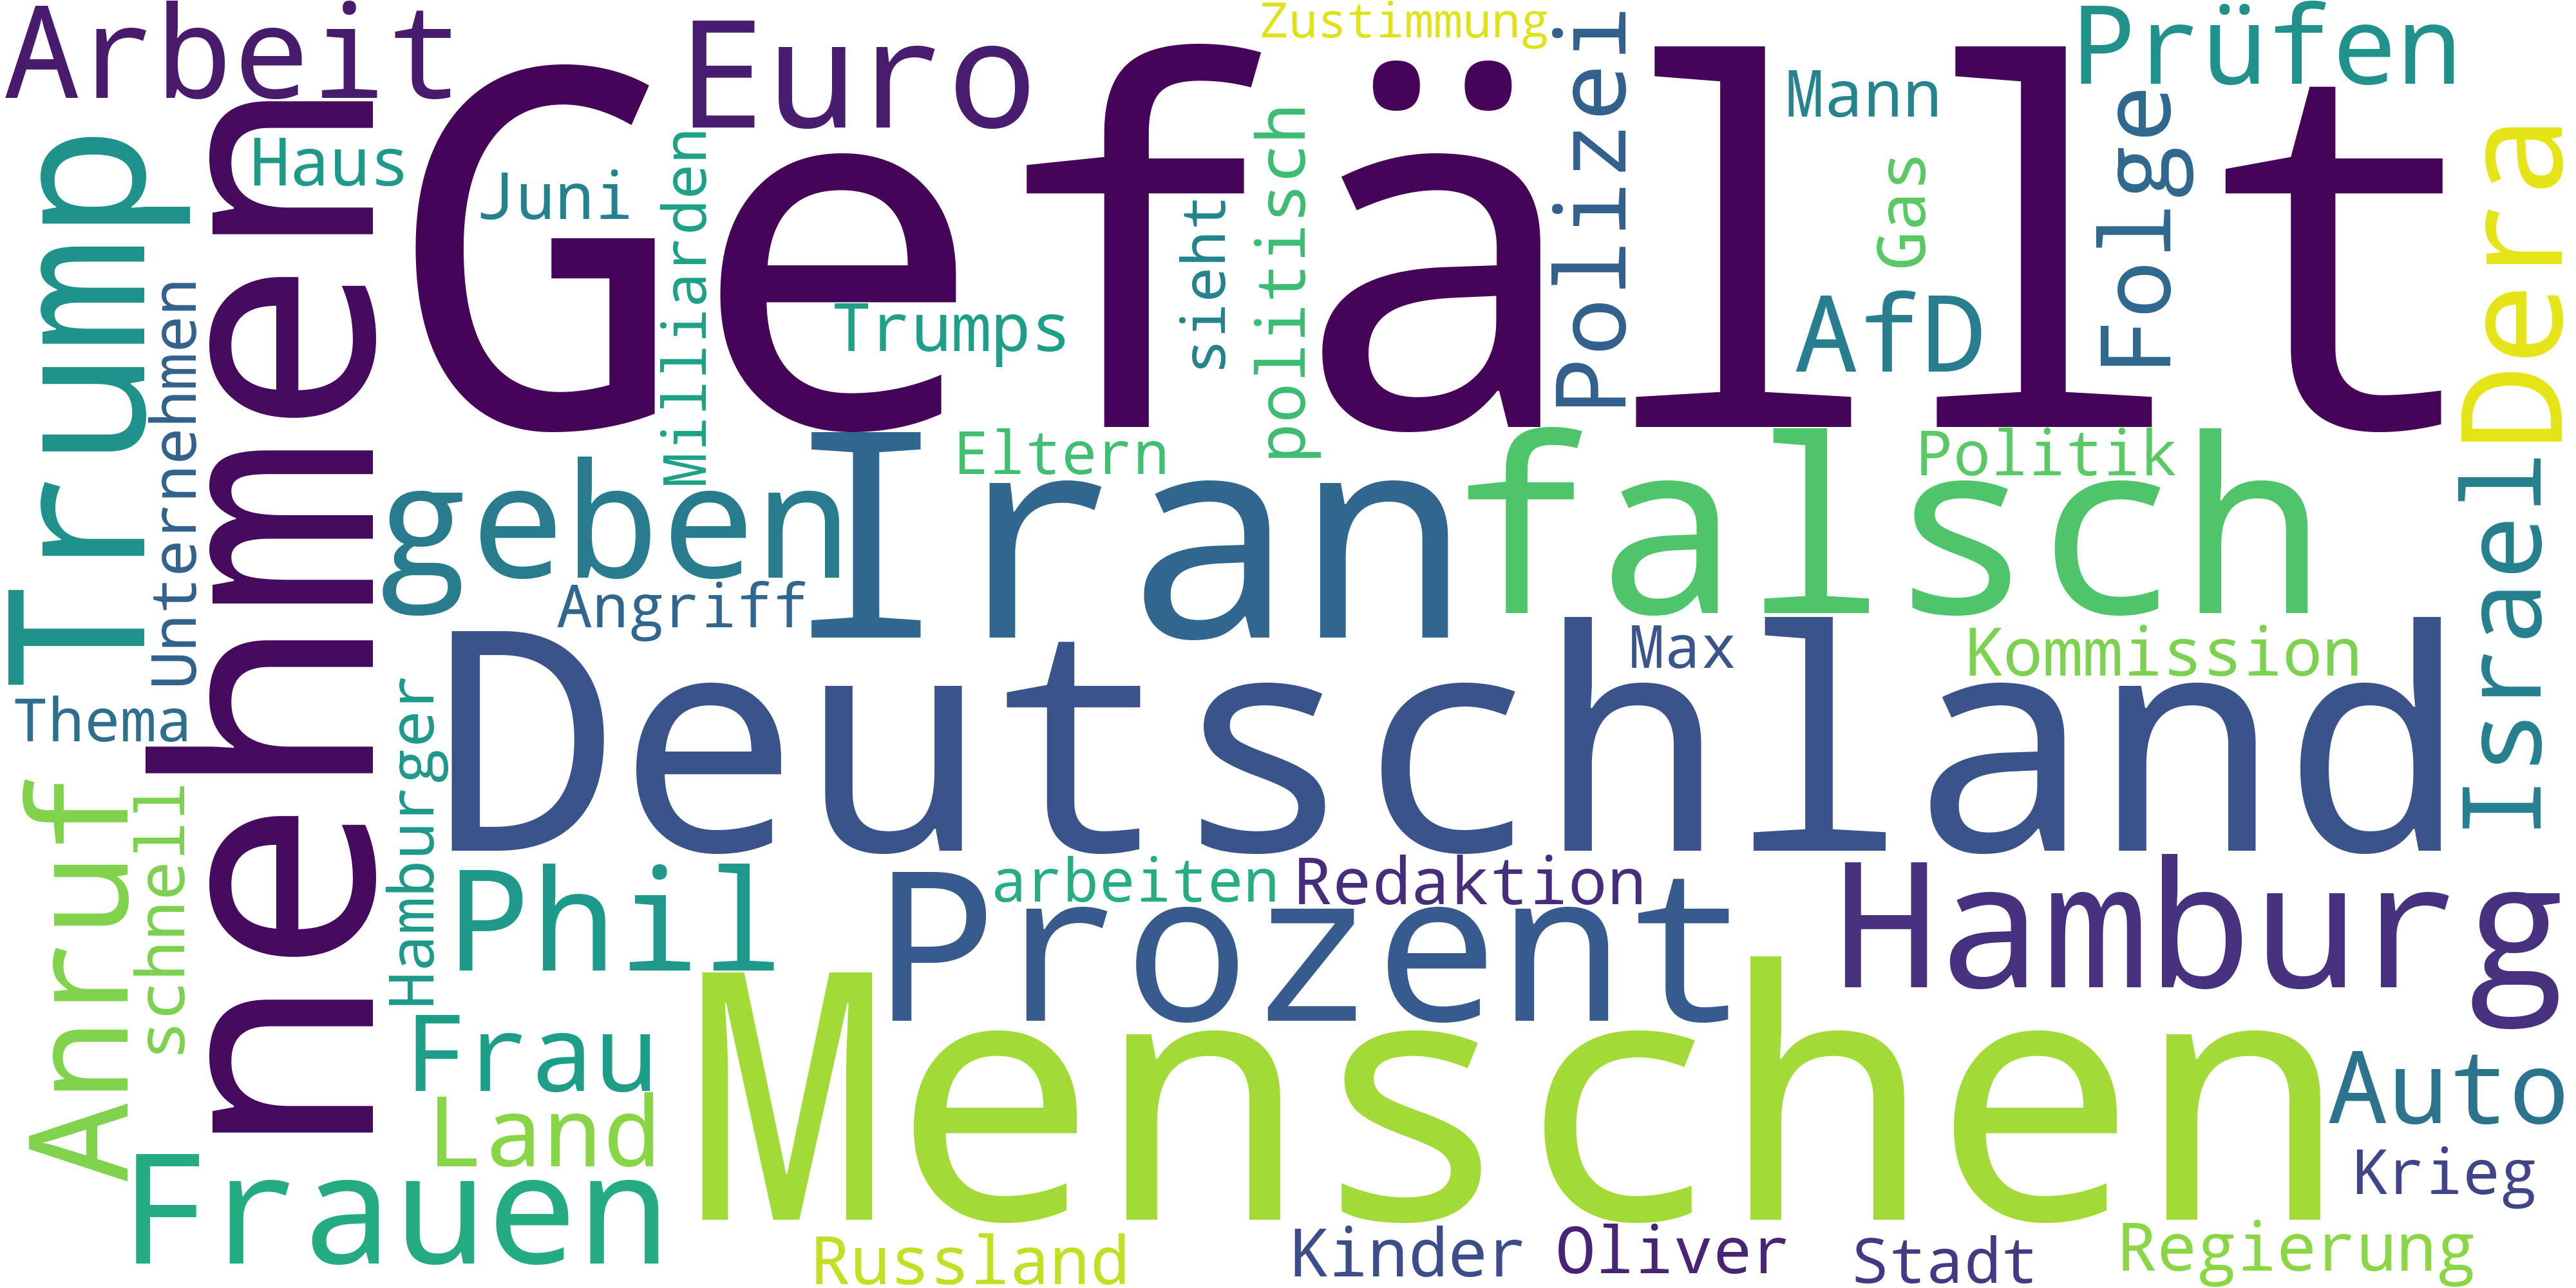 Arbeit
Euro
Zustimmung
Polizei
Mann
Prüfen
Gefällt
Haus
Juni
Milliarden
Trumps
sieht
politisch
Gas
AfD
Folge
Dera
Trump
Unternehmen
nehmen
geben
Eltern
Iran
falsch
Politik
Israel
Angriff
Deutschland
Max
Kommission
Thema
Anruf
schnell
Hamburger
Phil
arbeiten
Redaktion
Prozent
Hamburg
Frau
Land
Menschen
Auto
Frauen
Krieg
Russland
Kinder
Oliver
Stadt
Regierung